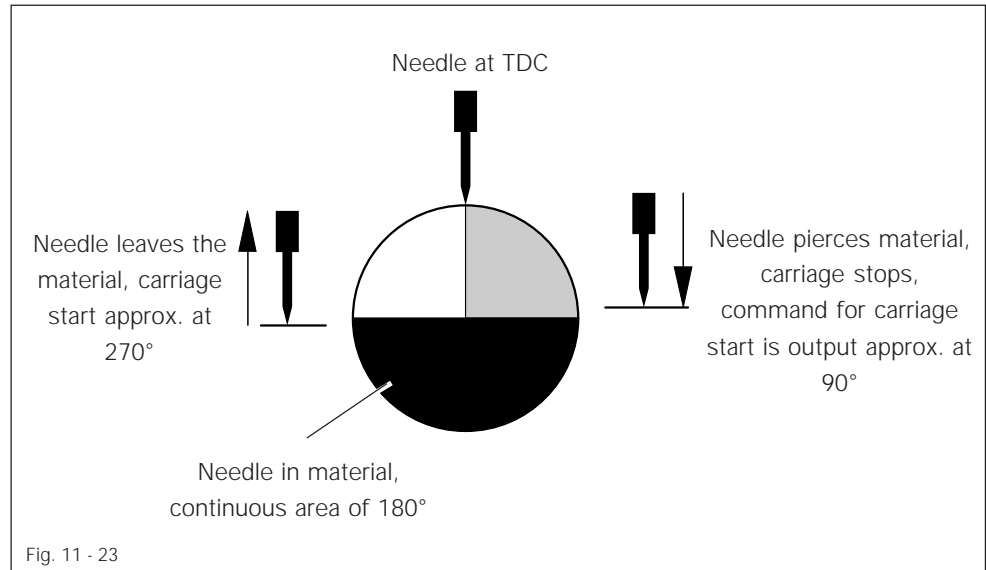 Needle at TDC
Needle leaves the
material, carriage
start approx. at
270°
Needle pierces material,
carriage stops,
command for carriage
start is output approx. at
90°
Needle in material,
continuous area of 180°
Fig. 11 - 23